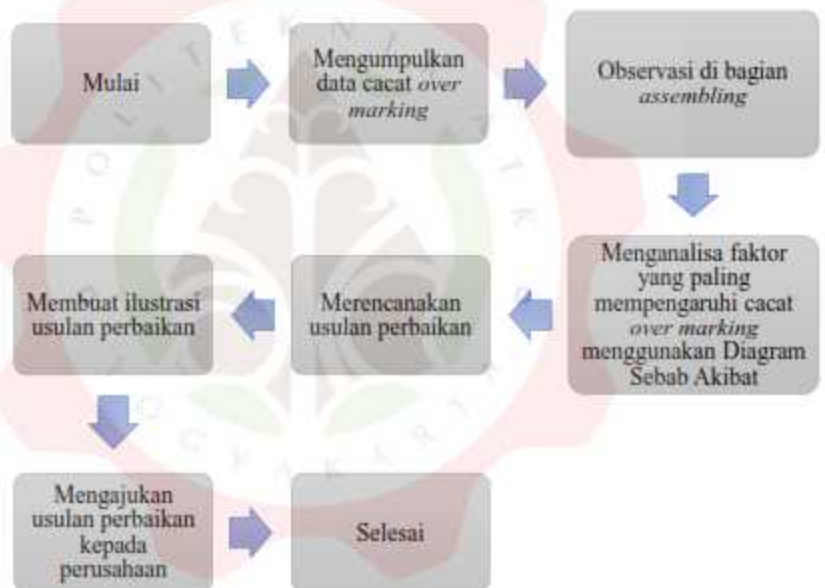 Mulai
Mengumpulkan
data cacat over
marking
Observasi di bagian
assembling
Menganalisa faktor
yang paling
mempengaruhi cacat
over marking
menggunakan Diagram
Sebab Akibat
Merencanakan
usulan perbaikan
Membuat ilustrasi
usulan perbaikan
Mengajukan
usulan perbaikan
kepada
perusahaan
Selesai